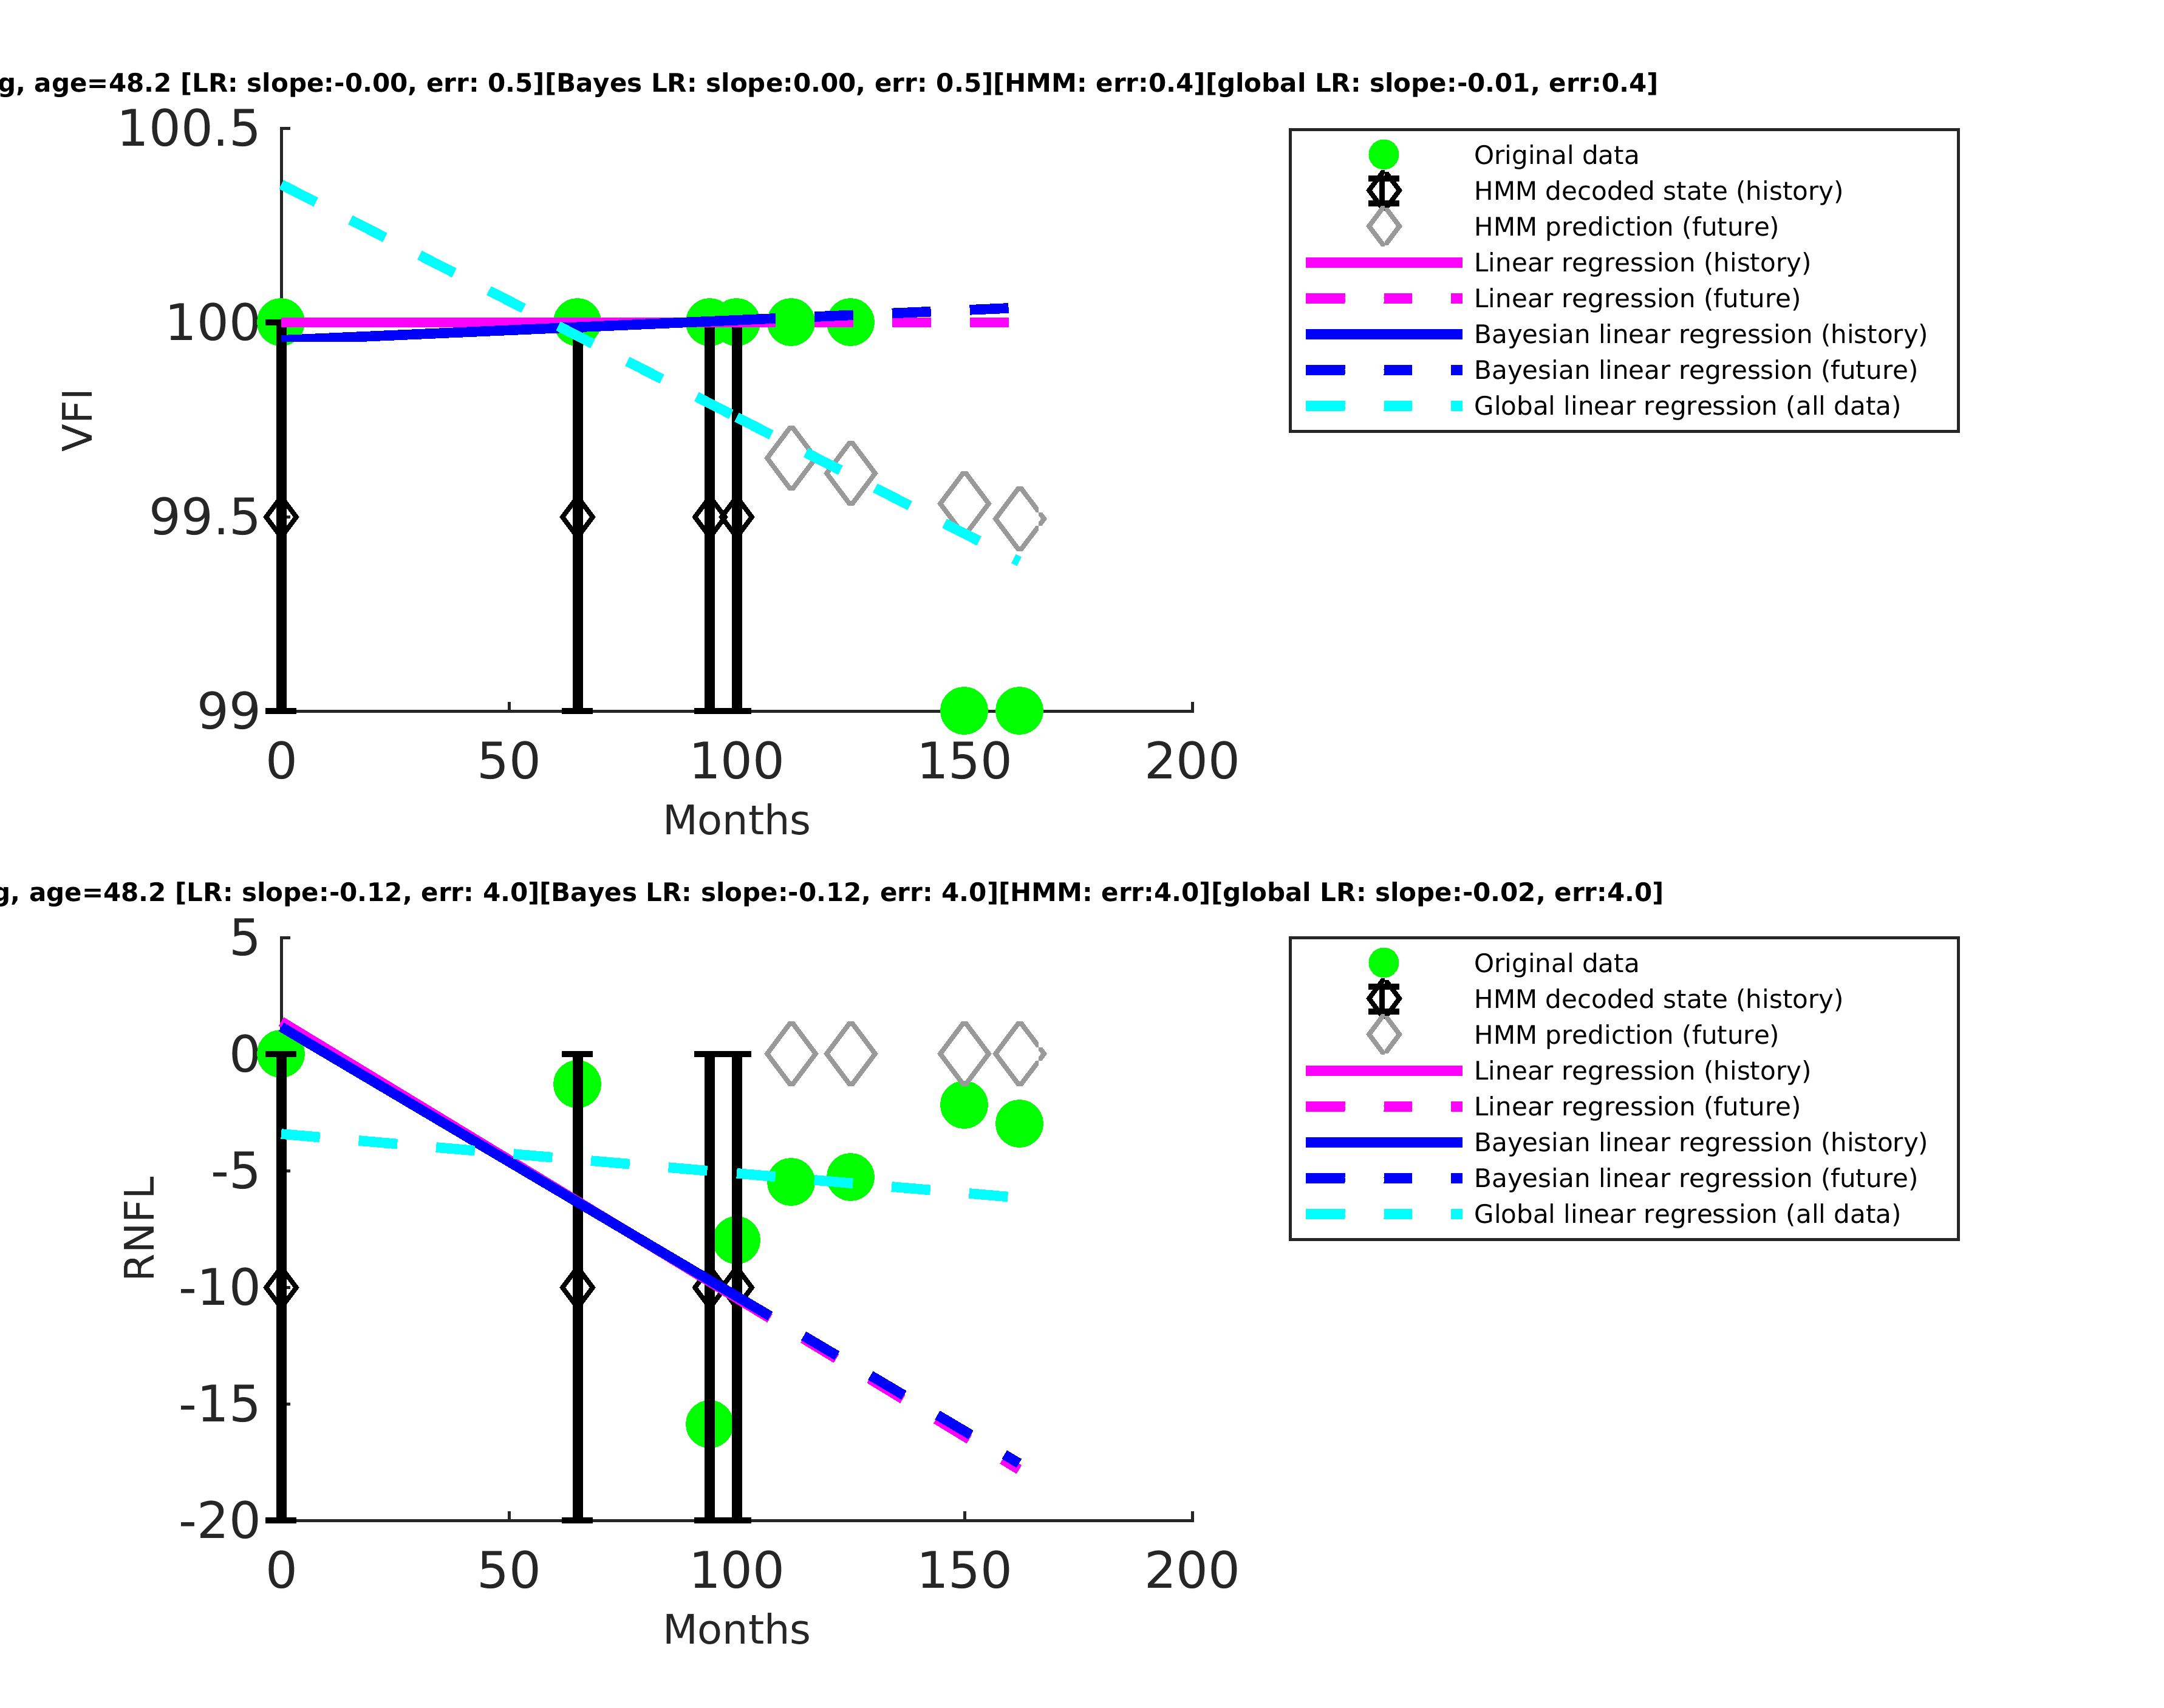 g, age=48.2 [LR: slope:-0.00, err: 0.5][Bayes LR: slope:0.00, err: 0.5][HMM: err:0.4][global LR: slope:-0.01, err:0.4]
100.5
100
99.5
99
VFI
0 50 100 150 200
Months
Original data
HMM decoded state (history)
HMM prediction (future)
Linear regression (history)
Linear regression (future)
Bayesian linear regression (history)
Bayesian linear regression (future)
Global linear regression (all data)
g, age=48.2 [LR: slope:-0.12, err: 4.0][Bayes LR: slope:-0.12, err: 4.0][HMM: err:4.0][global LR: slope:-0.02, err:4.0]
5
0
-5
-10
-15
-20
RNFL
0 50 100 150 200
Months
Original data
HMM decoded state (history)
HMM prediction (future)
Linear regression (history)
Linear regression (future)
Bayesian linear regression (history)
Bayesian linear regression (future)
Global linear regression (all data)